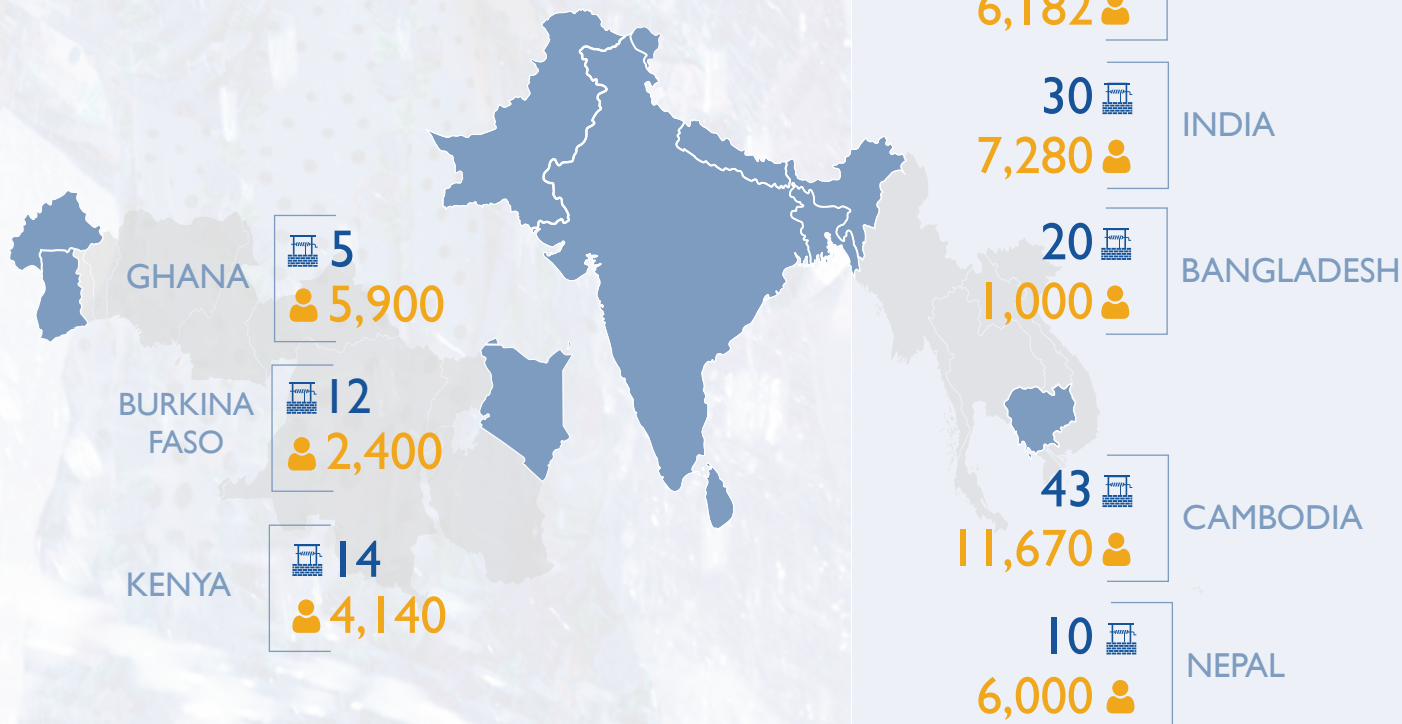 GHANA
5
5,900
BURKINA
FASO
12
2,400
KENYA
14
4,140
6,182
30
7,280
INDIA
20
1,000
BANGLADESH
43
11,670
CAMBODIA
10
6,000
NEPAL